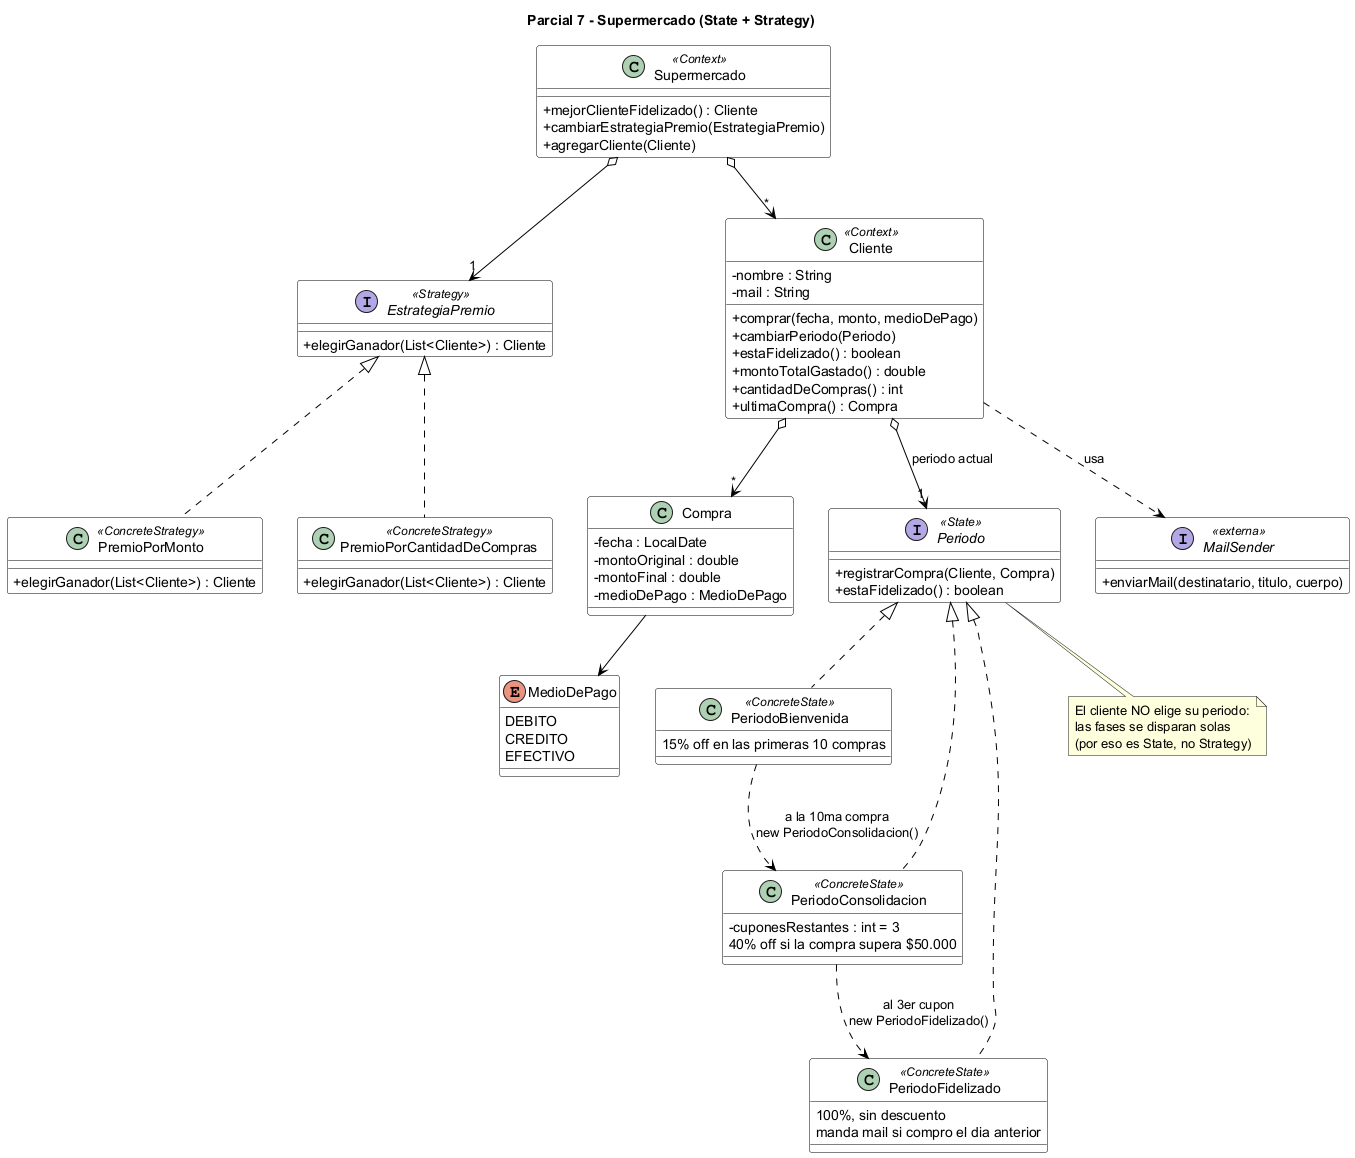 Parcial 7 - Supermercado (State + Strategy)
C
«Context»
Supermercado
+mejorClienteFidelizado() : Cliente
+cambiarEstrategiaPremio(EstrategiaPremio)
+agregarCliente(Cliente)
*
1
C
«Context»
Cliente
-nombre : String
-mail : String
+comprar(fecha, monto, medioDePago)
+cambiarPeriodo(Periodo)
+estaFidelizado() : boolean
+montoTotalGastado() : double
+cantidadDeCompras() : int
+ultimaCompra() : Compra
I
«Strategy»
EstrategiaPremio
+elegirGanador(List<Cliente>) : Cliente
periodo actual
usa
*
1
C
«ConcreteStrategy»
PremioPorMonto
+elegirGanador(List<Cliente>) : Cliente
C
«ConcreteStrategy»
PremioPorCantidadDeCompras
+elegirGanador(List<Cliente>) : Cliente
C
Compra
-fecha : LocalDate
-montoOriginal : double
-montoFinal : double
-medioDePago : MedioDePago
I
«State»
Periodo
+registrarCompra(Cliente, Compra)
+estaFidelizado() : boolean
I
«externa»
MailSender
+enviarMail(destinatario, titulo, cuerpo)
E
MedioDePago
DEBITO
CREDITO
EFECTIVO
C
«ConcreteState»
PeriodoBienvenida
15% off en las primeras 10 compras
El cliente NO elige su periodo:
las fases se disparan solas
(por eso es State, no Strategy)
a la 10ma compra
new PeriodoConsolidacion()
C
«ConcreteState»
PeriodoConsolidacion
-cuponesRestantes : int = 3
40% off si la compra supera $50.000
al 3er cupon
new PeriodoFidelizado()
C
«ConcreteState»
PeriodoFidelizado
100%, sin descuento
manda mail si compro el dia anterior